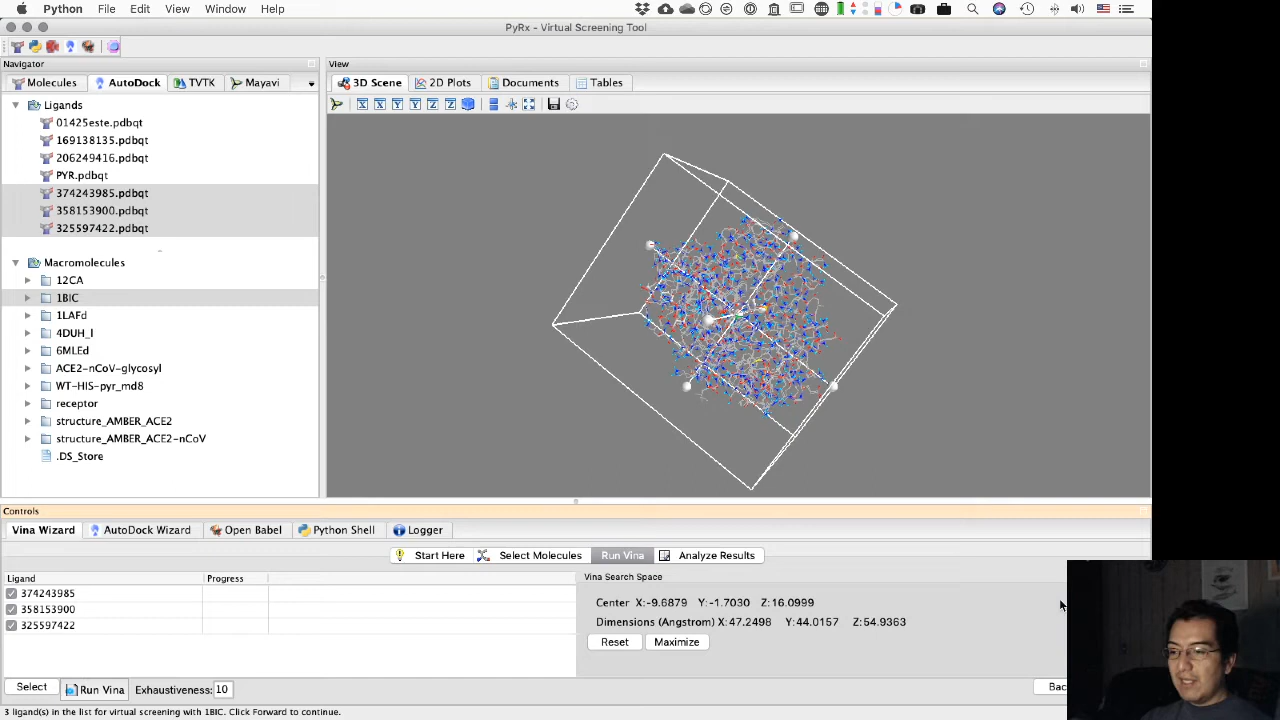 Python File Edit View Window Help
PyRx - Virtual Screening Tool
Navigator
View
Molecules AutoDock TVTK Mayavi
3D Scene 2D Plots Documents Tables
Ligands
01425este.pdbqt
169138135.pdbqt
206249416.pdbqt
PYR.pdbqt
374243985.pdbqt
358153900.pdbqt
325597422.pdbqt
Macromolecules
12CA
1BIC
1LAFd
4DUH_l
6MLEd
ACE2-nCoV-glycosyl
WT-HIS-pyr_md8
receptor
structure_AMBER_ACE2
structure_AMBER_ACE2-nCoV
.DS_Store
X X Y Y Z Z
Controls
Vina Wizard AutoDock Wizard Open Babel Python Shell Logger
Start Here Select Molecules Run Vina Analyze Results
Ligand Progress
374243985
358153900
325597422
Vina Search Space
Center X:-9.6879 Y:-1.7030 Z:16.0999
Dimensions (Angstrom) X:47.2498 Y:44.0157 Z:54.9363
Reset Maximize
Select Run Vina Exhaustiveness: 10
Bac
3 ligand(s) in the list for virtual screening with 1BIC. Click Forward to continue.